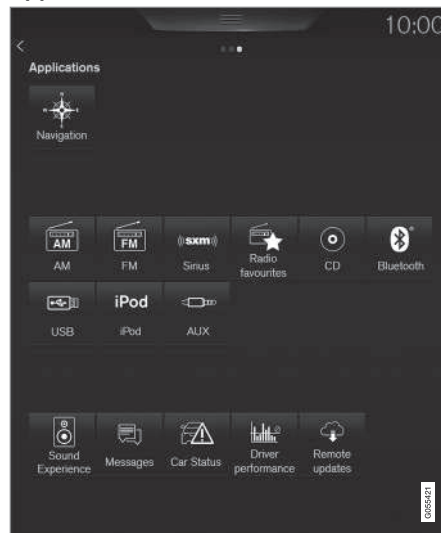 10:00
Applications
Navigation
AM
FM
((sxm))
AM
FM
Sirius
Radio
favourites
CD
Bluetooth
iPod
USB
iPod
AUX
Sound
Experience
Messages
Car Status
Driver
performance
Remote
updates
G055421